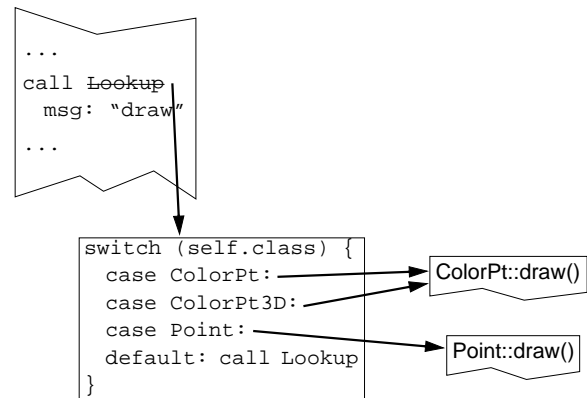 ...
call Lookup
msg: “draw”
...
switch (self.class) {
case ColorPt:
case ColorPt3D:
case Point:
default: call Lookup
}
ColorPt::draw()
Point::draw()